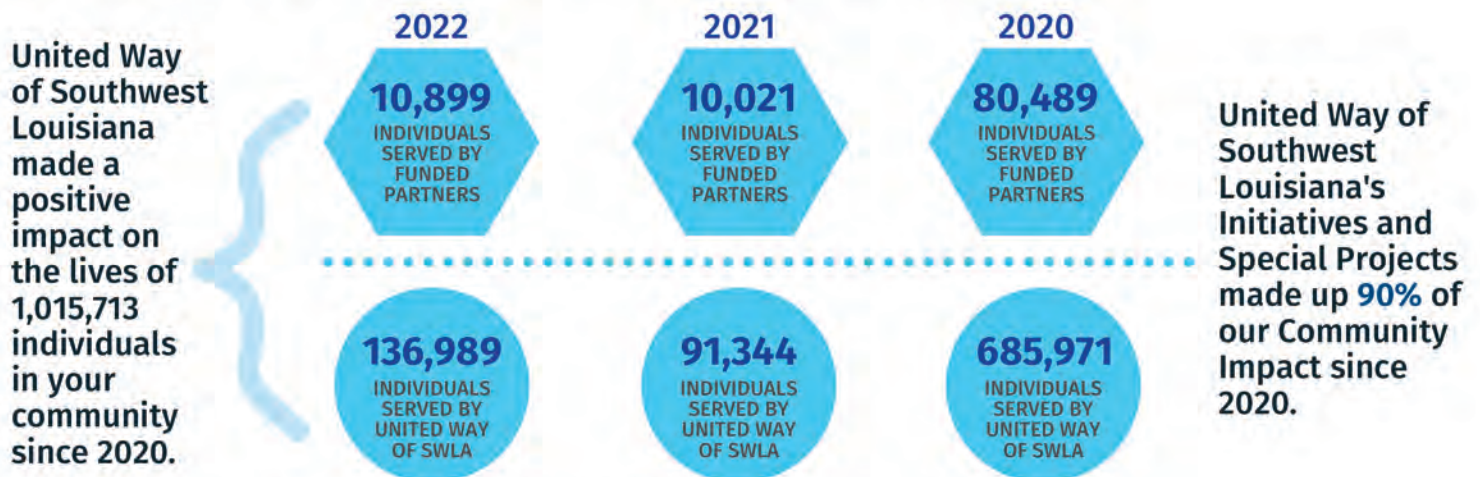 United Way
of Southwest
Louisiana
made a
positive
impact on
the lives of
1,015,713
individuals
in your
community
since 2020.
2022
10,899
INDIVIDUALS
SERVED BY
FUNDED
PARTNERS
2021
10,021
INDIVIDUALS
SERVED BY
FUNDED
PARTNERS
2020
80,489
INDIVIDUALS
SERVED BY
FUNDED
PARTNERS
136,989
INDIVIDUALS
SERVED BY
UNITED WAY
OF SWLA
91,344
INDIVIDUALS
SERVED BY
UNITED WAY
OF SWLA
685,971
INDIVIDUALS
SERVED BY
UNITED WAY
OF SWLA
United Way of
Southwest
Louisiana's
Initiatives and
Special Projects
made up 90% of
our Community
Impact since
2020.